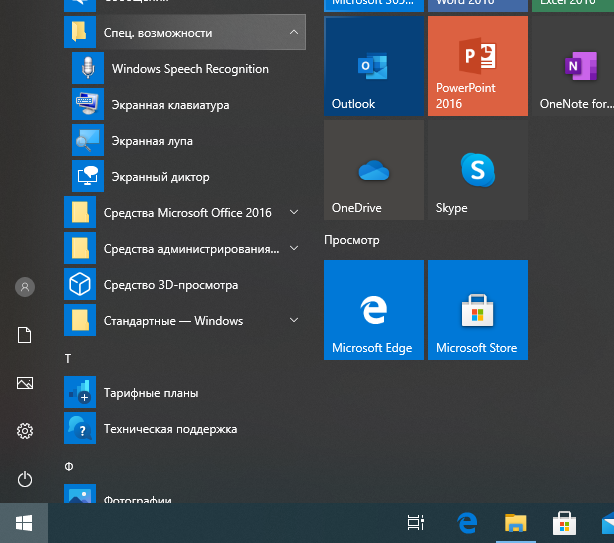 Спец. возможности
Windows Speech Recognition
Экранная клавиатура
Экранная лупа
Экранный диктор
Средства Microsoft Office 2016
Средства администрирования...
Средство 3D-просмотра
Стандартные — Windows
Т
Тарифные планы
Техническая поддержка
Ф
Фотографии
Microsoft 365...
Word 2016
Excel 2016
Outlook
PowerPoint
2016
OneNote for...
OneDrive
Skype
Просмотр
Microsoft Edge
Microsoft Store